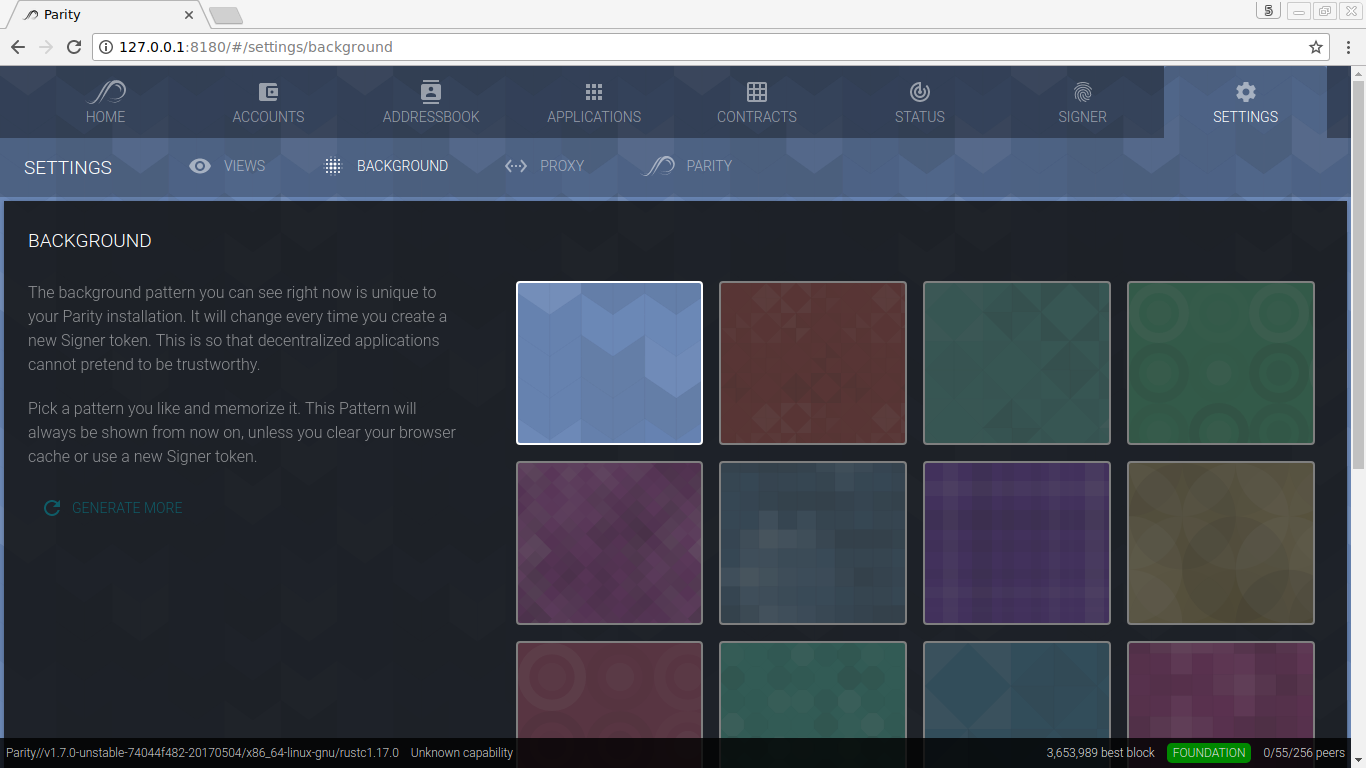 Parity
5
127.0.0.1:8180/#/settings/background
HOME
ACCOUNTS
ADDRESSBOOK
APPLICATIONS
CONTRACTS
STATUS
SIGNER
SETTINGS
SETTINGS
VIEWS
BACKGROUND
PROXY
PARITY
BACKGROUND
The background pattern you can see right now is unique to
your Parity installation. It will change every time you create a
new Signer token. This is so that decentralized applications
cannot pretend to be trustworthy.
Pick a pattern you like and memorize it. This Pattern will
always be shown from now on, unless you clear your browser
cache or use a new Signer token.
GENERATE MORE
Parity//v1.7.0-unstable-74044f482-20170504/x86_64-linux-gnu/rustc1.17.0 Unknown capability
3,653,989 best block FOUNDATION 0/55/256 peers